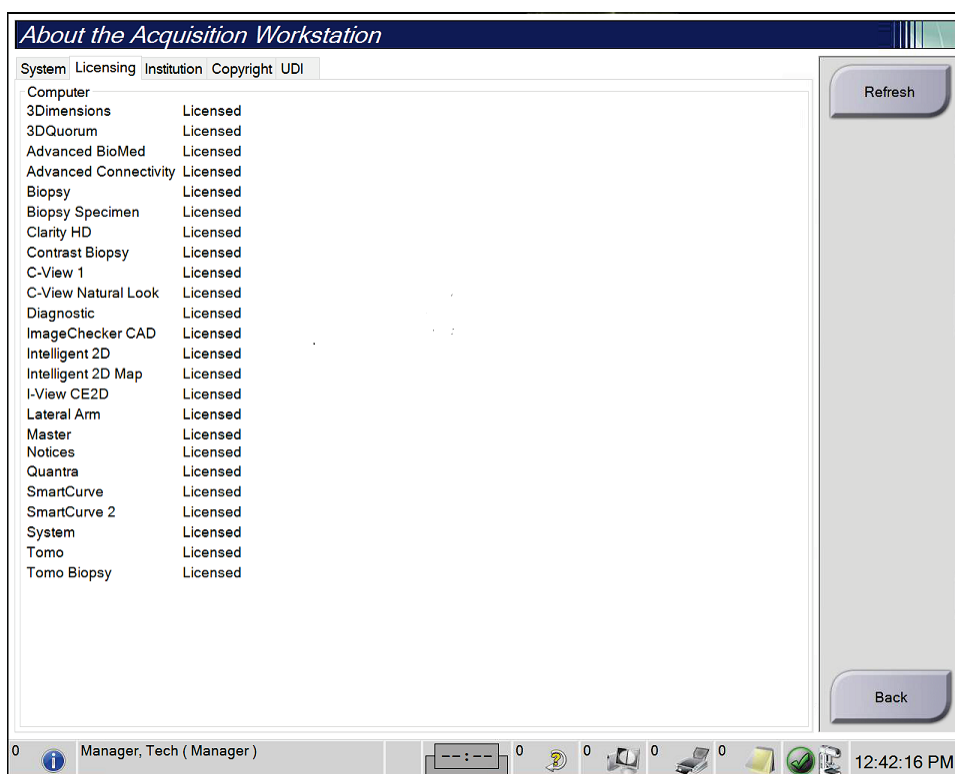 About the Acquisition Workstation
System Licensing Institution Copyright UDI
Refresh
Computer
3Dimensions Licensed
3DQuorum Licensed
Advanced BioMed Licensed
Advanced Connectivity Licensed
Biopsy Licensed
Biopsy Specimen Licensed
Clarity HD Licensed
Contrast Biopsy Licensed
C-View 1 Licensed
C-View Natural Look Licensed
Diagnostic Licensed
ImageChecker CAD Licensed
Intelligent 2D Licensed
Intelligent 2D Map Licensed
I-View CE2D Licensed
Lateral Arm Licensed
Master Licensed
Notices Licensed
Quantra Licensed
SmartCurve Licensed
SmartCurve 2 Licensed
System Licensed
Tomo Licensed
Tomo Biopsy Licensed
Back
0 Manager, Tech ( Manager ) --:-- 0 0 0 0 12:42:16 PM